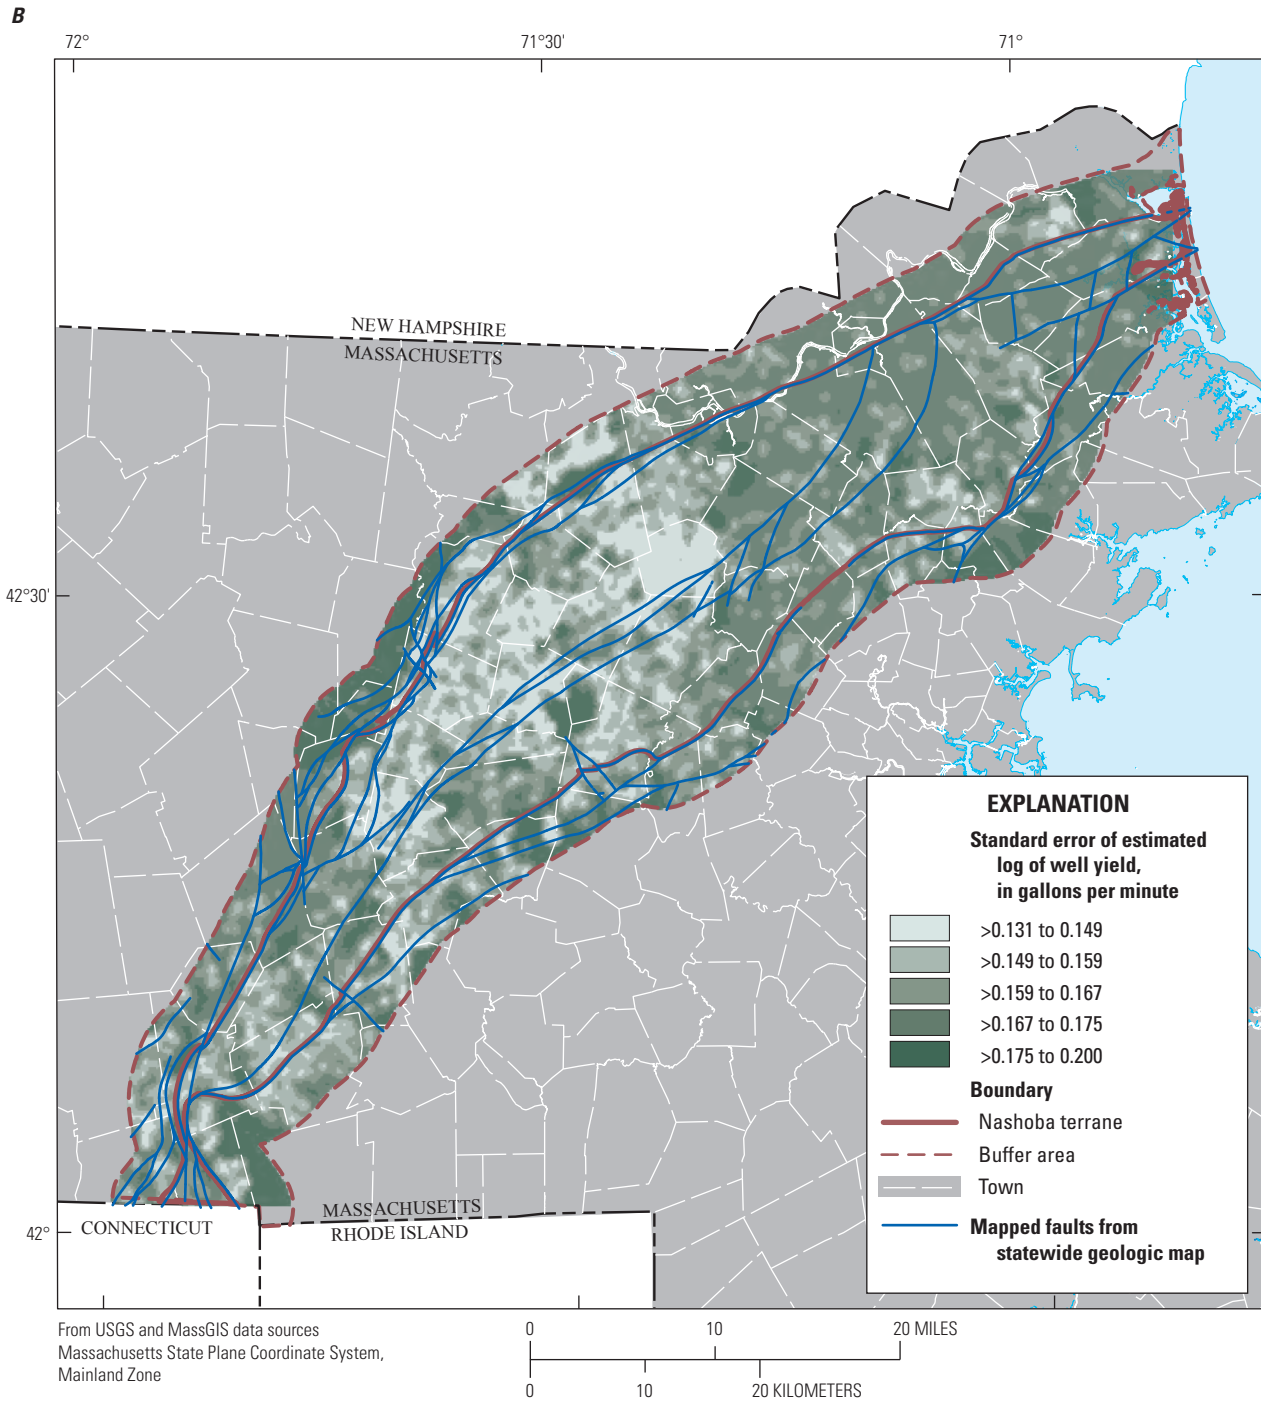 B
72°
71°30'
71°
NEW HAMPSHIRE
MASSACHUSETTS
42°30'
EXPLANATION
Standard error of estimated
log of well yield,
in gallons per minute
>0.131 to 0.149
>0.149 to 0.159
>0.159 to 0.167
>0.167 to 0.175
>0.175 to 0.200
Boundary
Nashoba terrane
Buffer area
Town
Mapped faults from
statewide geologic map
42°
CONNECTICUT
MASSACHUSETTS
RHODE ISLAND
From USGS and MassGIS data sources
Massachusetts State Plane Coordinate System,
Mainland Zone
0 10 20 MILES
0 10 20 KILOMETERS